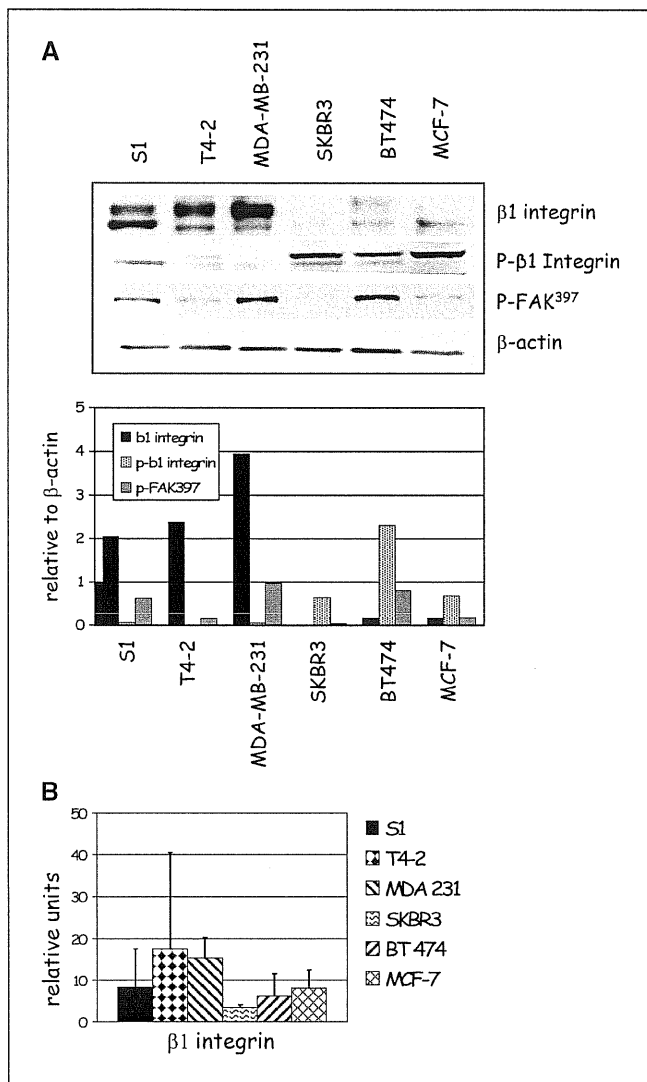 A
S1
T4-2
MDA-MB-231
SKBR3
BT474
MCF-7
β1 integrin
P-β1 Integrin
P-FAK397
β-actin
relative to β-actin
5
4
3
2
1
0
b1 integrin
p-b1 integrin
p-FAK397
S1
T4-2
MDA-MB-231
SKBR3
BT474
MCF-7
B
relative units
50
40
30
20
10
0
β1 integrin
S1
T4-2
MDA 231
SKBR3
BT 474
MCF-7